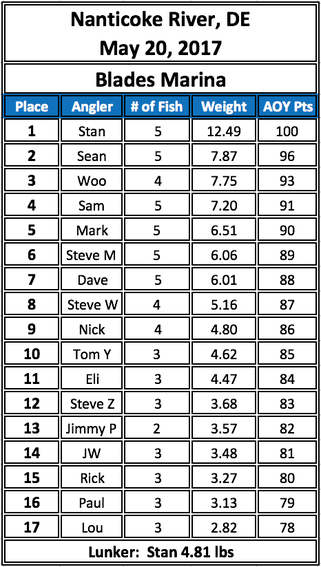 Nanticoke River, DE
May 20, 2017
Blades Marina
Place Angler # of Fish Weight AOY Pts
1 Stan 5 12.49 100
2 Sean 5 7.87 96
3 Woo 4 7.75 93
4 Sam 5 7.20 91
5 Mark 5 6.51 90
6 Steve M 5 6.06 89
7 Dave 5 6.01 88
8 Steve W 4 5.16 87
9 Nick 4 4.80 86
10 Tom Y 3 4.62 85
11 Eli 3 4.47 84
12 Steve Z 3 3.68 83
13 Jimmy P 2 3.57 82
14 JW 3 3.48 81
15 Rick 3 3.27 80
16 Paul 3 3.13 79
17 Lou 3 2.82 78
Lunker: Stan 4.81 lbs